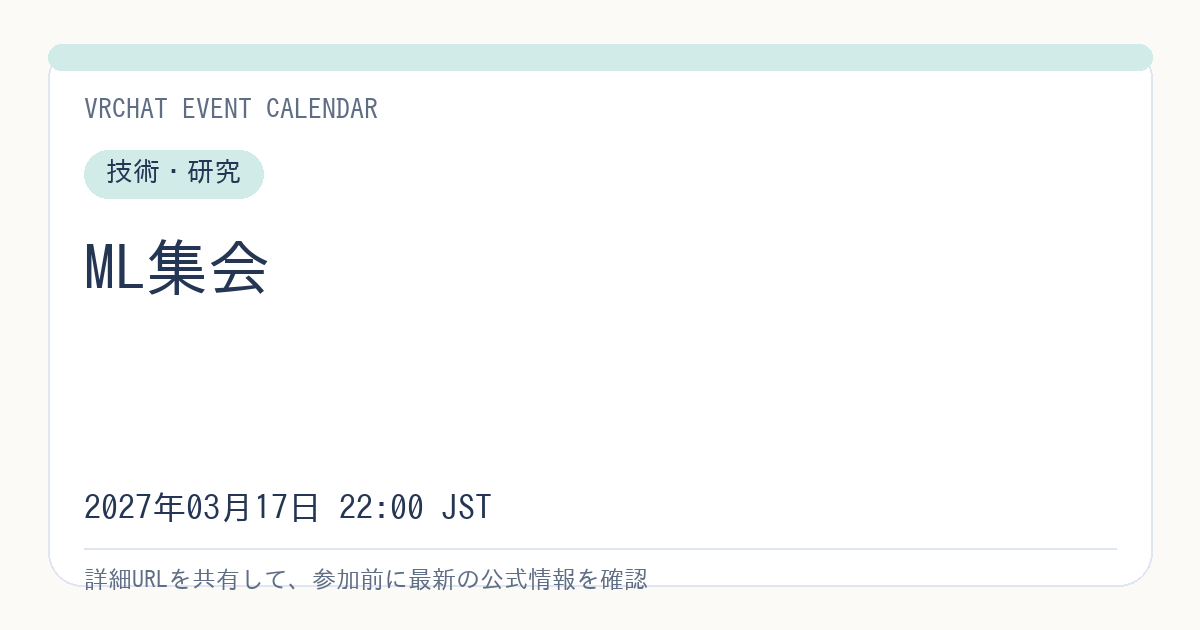 VRCHAT EVENT CALENDAR
技術・研究
ML集会
2027年03月17日 22:00 JST
詳細URLを共有して、参加前に最新の公式情報を確認